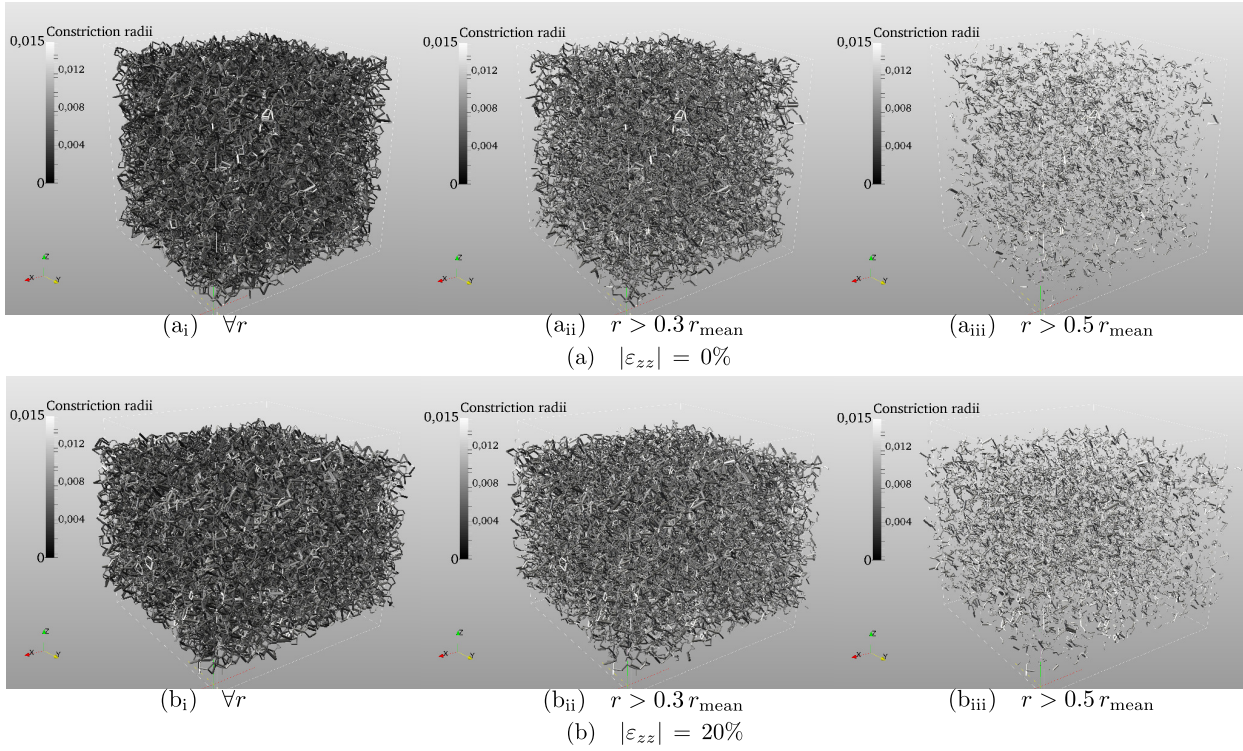 Constriction radii Constriction radii Constriction radii
0,015 0,015 0,015
0,012 0,012 0,012
0,008 0,008 0,008
0,004 0,004 0,004
0 0 0
Z Z Z
X Y X Y X Y
(a_i) ∀r (a_ii) r > 0.3 r_mean (a_iii) r > 0.5 r_mean
(a) |ε_zz| = 0%
Constriction radii Constriction radii Constriction radii
0,015 0,015 0,015
0,012 0,012 0,012
0,008 0,008 0,008
0,004 0,004 0,004
0 0 0
Z Z Z
X Y X Y X Y
(b_i) ∀r (b_ii) r > 0.3 r_mean (b_iii) r > 0.5 r_mean
(b) |ε_zz| = 20%